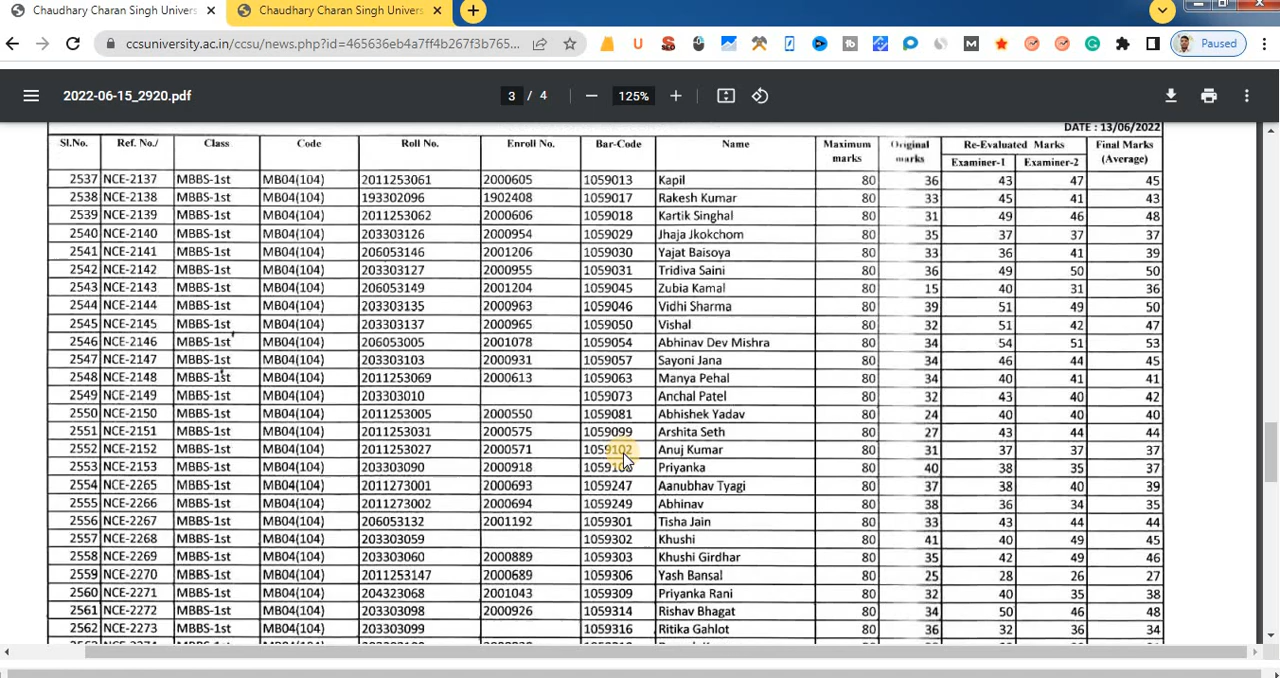 Chaudhary Charan Singh Univers × Chaudhary Charan Singh Univers × +
ccsuniversity.ac.in/ccsu/news.php?id=465636eb4a7ff4b267f3b765... Paused
2022-06-15_2920.pdf 3 / 4 125%
DATE : 13/06/2022
Sl.No. Ref. No./ Class Code Roll No. Enroll No. Bar-Code Name Maximum marks Original marks Re-Evaluated Marks Final Marks (Average)
Examiner-1 Examiner-2
2537 NCE-2137 MBBS-1st MB04(104) 2011253061 2000605 1059013 Kapil 80 36 43 47 45
2538 NCE-2138 MBBS-1st MB04(104) 193302096 1902408 1059017 Rakesh Kumar 80 33 45 41 43
2539 NCE-2139 MBBS-1st MB04(104) 2011253062 2000606 1059018 Kartik Singhal 80 31 49 46 48
2540 NCE-2140 MBBS-1st MB04(104) 203303126 2000954 1059029 Jhaja Jkokchom 80 35 37 37 37
2541 NCE-2141 MBBS-1st MB04(104) 206053146 2001206 1059030 Yajat Baisoya 80 33 36 41 39
2542 NCE-2142 MBBS-1st MB04(104) 203303127 2000955 1059031 Tridiva Saini 80 36 49 50 50
2543 NCE-2143 MBBS-1st MB04(104) 206053149 2001204 1059045 Zubia Kamal 80 15 40 31 36
2544 NCE-2144 MBBS-1st MB04(104) 203303135 2000963 1059046 Vidhi Sharma 80 39 51 49 50
2545 NCE-2145 MBBS-1st MB04(104) 203303137 2000965 1059050 Vishal 80 32 51 42 47
2546 NCE-2146 MBBS-1st MB04(104) 206053005 2001078 1059054 Abhinav Dev Mishra 80 34 54 51 53
2547 NCE-2147 MBBS-1st MB04(104) 203303103 2000931 1059057 Sayoni Jana 80 34 46 44 45
2548 NCE-2148 MBBS-1st MB04(104) 2011253069 2000613 1059063 Manya Pehal 80 34 40 41 41
2549 NCE-2149 MBBS-1st MB04(104) 203303010 1059073 Anchal Patel 80 32 43 40 42
2550 NCE-2150 MBBS-1st MB04(104) 2011253005 2000550 1059081 Abhishek Yadav 80 24 40 40 40
2551 NCE-2151 MBBS-1st MB04(104) 2011253031 2000575 1059099 Arshita Seth 80 27 43 44 44
2552 NCE-2152 MBBS-1st MB04(104) 2011253027 2000571 1059102 Anuj Kumar 80 31 37 37 37
2553 NCE-2153 MBBS-1st MB04(104) 203303090 2000918 Priyanka 80 40 38 35 37
2554 NCE-2265 MBBS-1st MB04(104) 2011273001 2000693 1059247 Aanubhav Tyagi 80 37 38 40 39
2555 NCE-2266 MBBS-1st MB04(104) 2011273002 2000694 1059249 Abhinav 80 38 36 34 35
2556 NCE-2267 MBBS-1st MB04(104) 206053132 2001192 1059301 Tisha Jain 80 33 43 44 44
2557 NCE-2268 MBBS-1st MB04(104) 203303059 1059302 Khushi 80 41 40 49 45
2558 NCE-2269 MBBS-1st MB04(104) 203303060 2000889 1059303 Khushi Girdhar 80 35 42 49 46
2559 NCE-2270 MBBS-1st MB04(104) 2011253147 2000689 1059306 Yash Bansal 80 25 28 26 27
2560 NCE-2271 MBBS-1st MB04(104) 204323068 2001043 1059309 Priyanka Rani 80 32 40 35 38
2561 NCE-2272 MBBS-1st MB04(104) 203303098 2000926 1059314 Rishav Bhagat 80 34 50 46 48
2562 NCE-2273 MBBS-1st MB04(104) 203303099 1059316 Ritika Gahlot 80 36 32 36 34